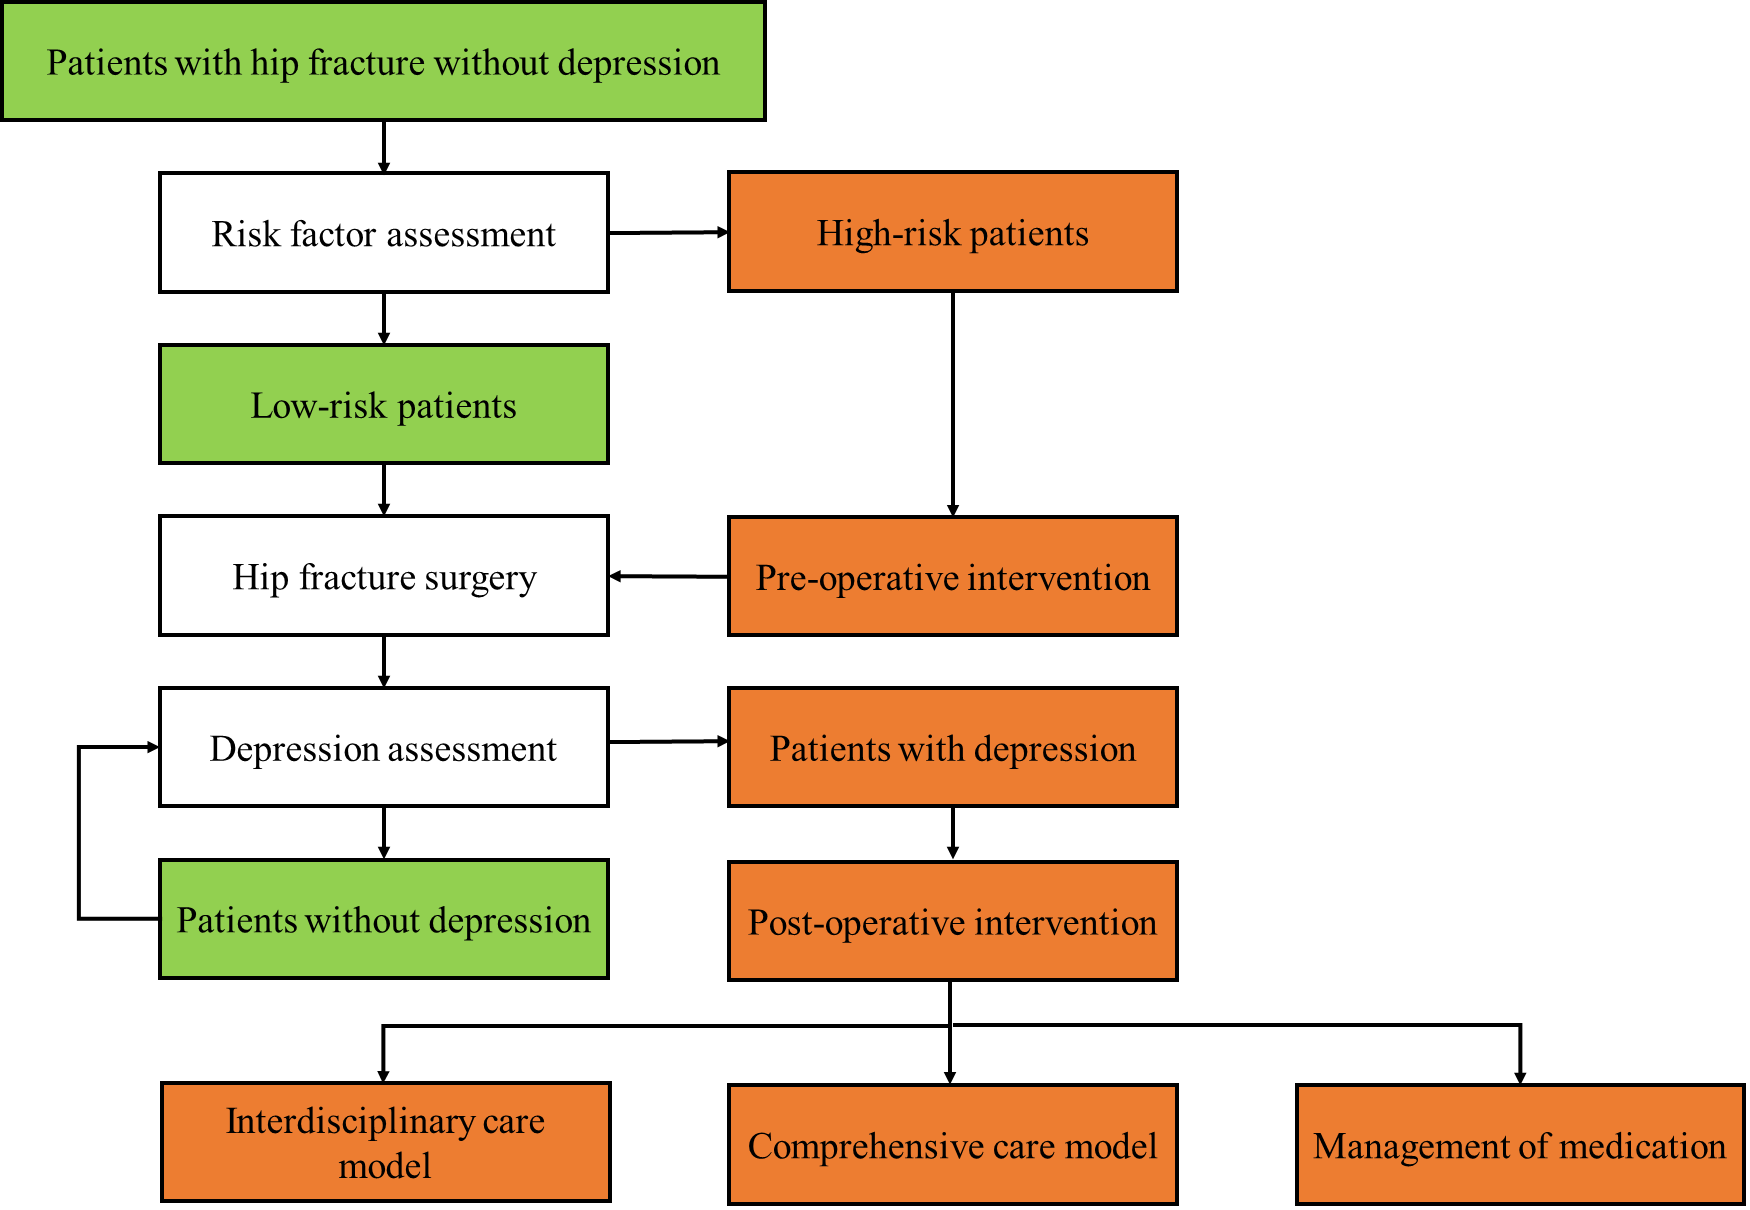 Patients with hip fracture without depression
Risk factor assessment
High-risk patients
Low-risk patients
Hip fracture surgery
Pre-operative intervention
Depression assessment
Patients with depression
Patients without depression
Post-operative intervention
Interdisciplinary care
model
Comprehensive care model
Management of medication